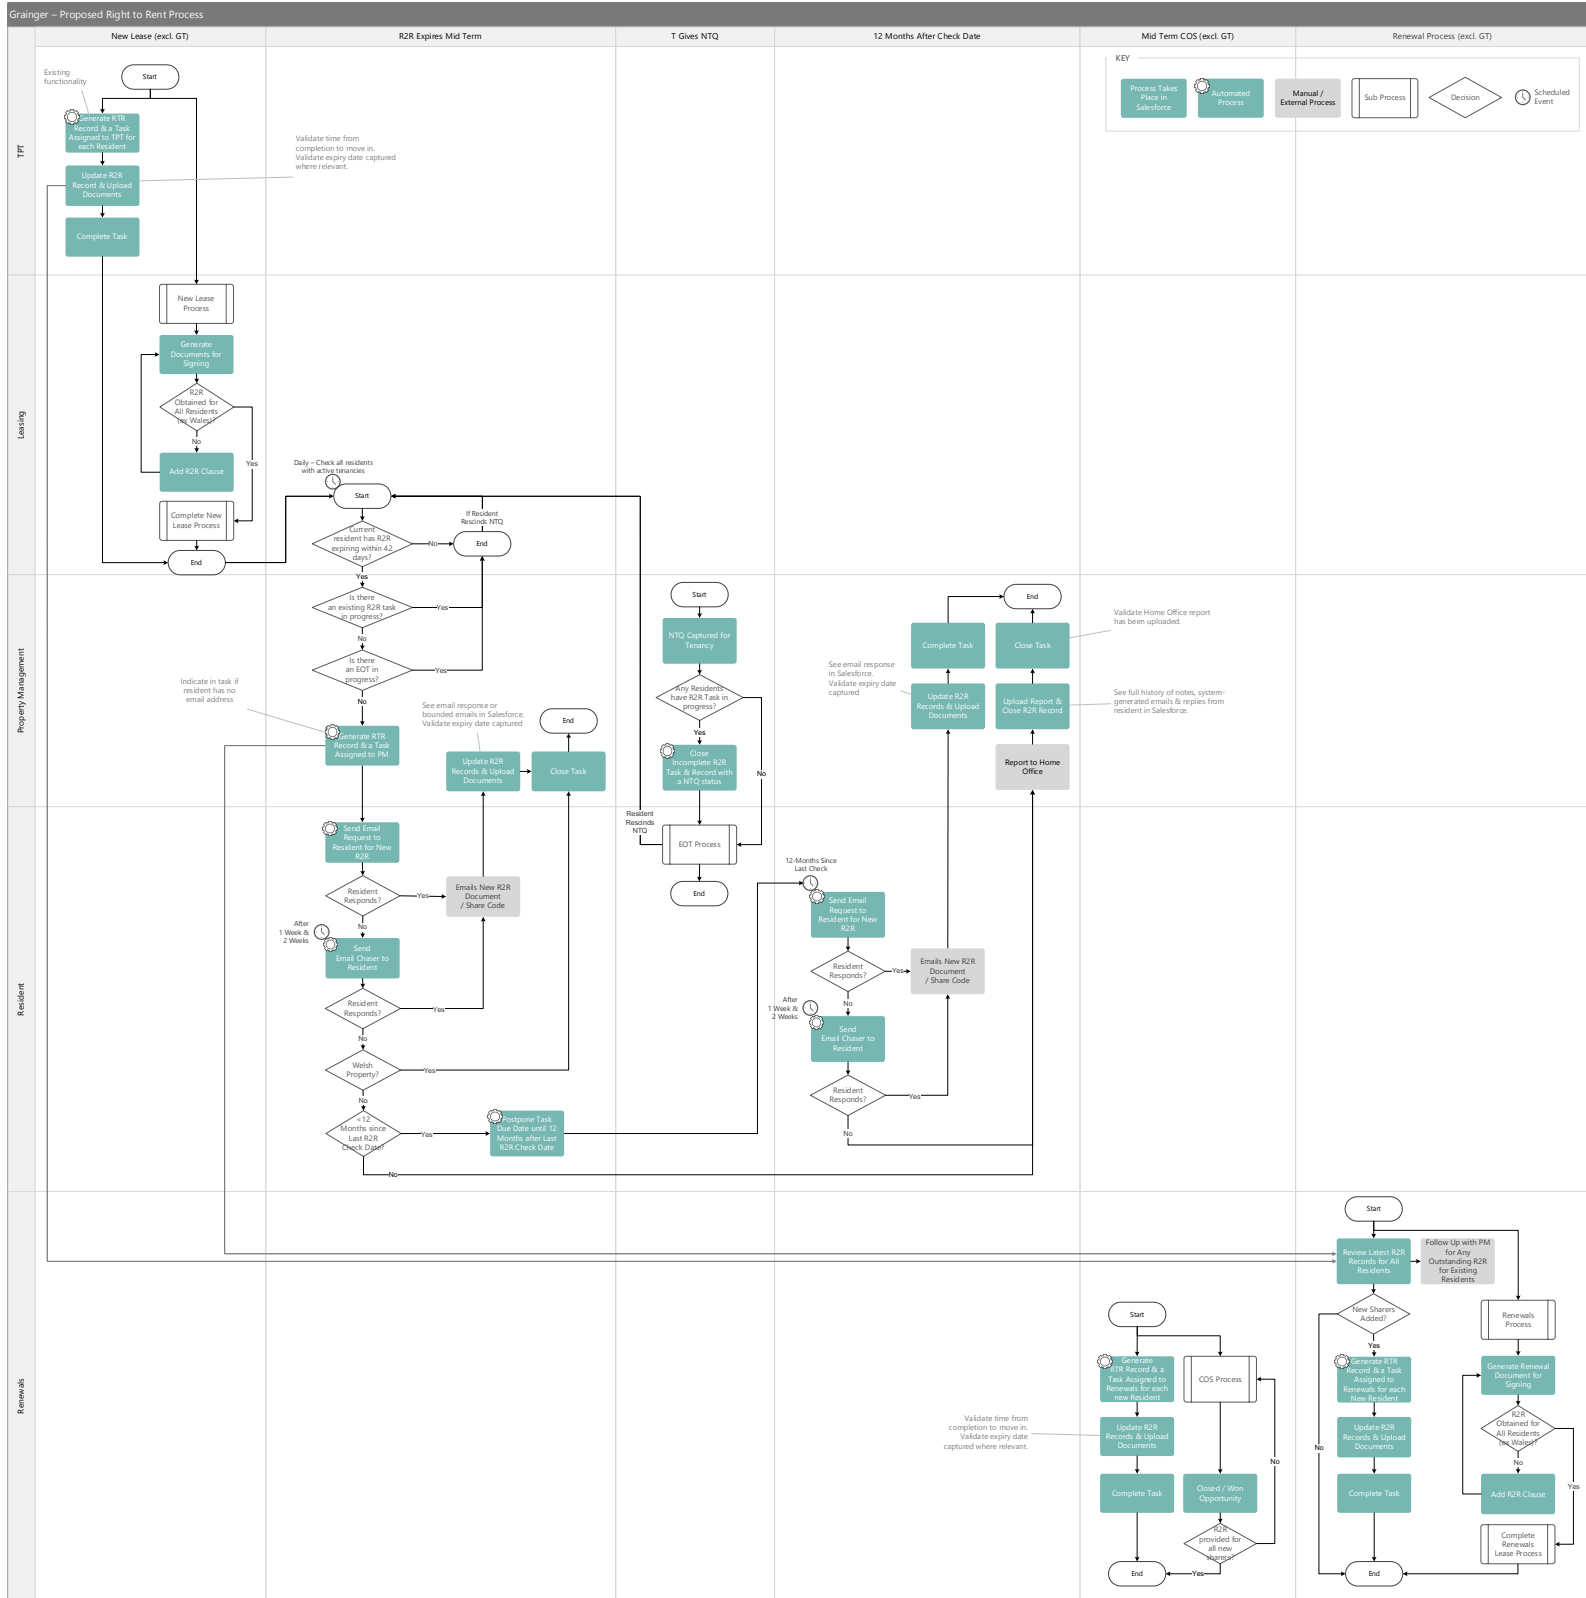 Grainger – Proposed Right to Rent Process
New Lease (excl. GT)
R2R Expires Mid Term
T Gives NTQ
12 Months After Check Date
Mid Term COS (excl. GT)
Renewal Process (excl. GT)
KEY
Process Takes
Place in
Salesforce
Automated
Process
Manual /
External Process
Sub Process
Decision
Scheduled
Event
TPT
Existing
functionality
Start
Generate RTR
Record & a Task
Assigned to TPT for
each Resident
Update R2R
Record & Upload
Documents
Complete Task
Validate time from
completion to move in.
Validate expiry date captured
where relevant.
Leasing
New Lease
Process
Generate
Documents for
Signing
R2R
Obtained for
All Residents
(ex Wales)?
No
Yes
Add R2R Clause
Complete New
Lease Process
End
Daily – Check all residents
with active tenancies
Start
If Resident
Rescinds NTQ
Current
resident has R2R
expiring within 42
days?
No
End
Yes
Property Management
Is there
an existing R2R task
in progress?
Yes
No
Is there
an EOT in
progress?
Yes
No
Indicate in task if
resident has no
email address
Generate RTR
Record & a Task
Assigned to PM
See email response or
bounded emails in Salesforce.
Validate expiry date captured
Update R2R
Records & Upload
Documents
End
Close Task
Start
NTQ Captured for
Tenancy
Any Residents
have R2R Task in
progress?
Yes
No
Close
Incomplete R2R
Task & Record with
a NTQ status
Resident
Rescinds
NTQ
EOT Process
End
End
Complete Task
Close Task
Validate Home Office report
has been uploaded.
See email response
in Salesforce.
Validate expiry date
captured
Update R2R
Records & Upload
Documents
Upload Report &
Close R2R Record
See full history of notes, system-
generated emails & replies from
resident in Salesforce.
Report to Home
Office
Resident
Send Email
Request to
Resident for New
R2R
Resident
Responds?
Yes
No
Emails New R2R
Document
/ Share Code
After
1 Week &
2 Weeks
Send
Email Chaser to
Resident
Resident
Responds?
Yes
No
Welsh
Property?
Yes
No
<12
Months since
Last R2R
Check Date?
Yes
No
Postpone Task
Due Date until 12
Months after Last
R2R Check Date
12-Months Since
Last Check
Send Email
Request to
Resident for New
R2R
Resident
Responds?
Yes
No
Emails New R2R
Document
/ Share Code
After
1 Week &
2 Weeks
Send
Email Chaser to
Resident
Resident
Responds?
Yes
No
Renewals
Start
Generate
RTR Record & a
Task Assigned to
Renewals for each
new Resident
COS Process
Validate time from
completion to move in.
Validate expiry date
captured where relevant.
Update R2R
Records & Upload
Documents
Complete Task
Closed / Won
Opportunity
No
R2R
provided for
all new
sharers?
Yes
End
Start
Review Latest R2R
Records for All
Residents
Follow Up with PM
for Any
Outstanding R2R
for Existing
Residents
New Sharers
Added?
Yes
No
Generate RTR
Record & a Task
Assigned to
Renewals for each
New Resident
Update R2R
Records & Upload
Documents
Complete Task
End
Renewals
Process
Generate Renewal
Document for
Signing
R2R
Obtained for
All Residents
(ex Wales)?
No
Yes
Add R2R Clause
Complete
Renewals
Lease Process